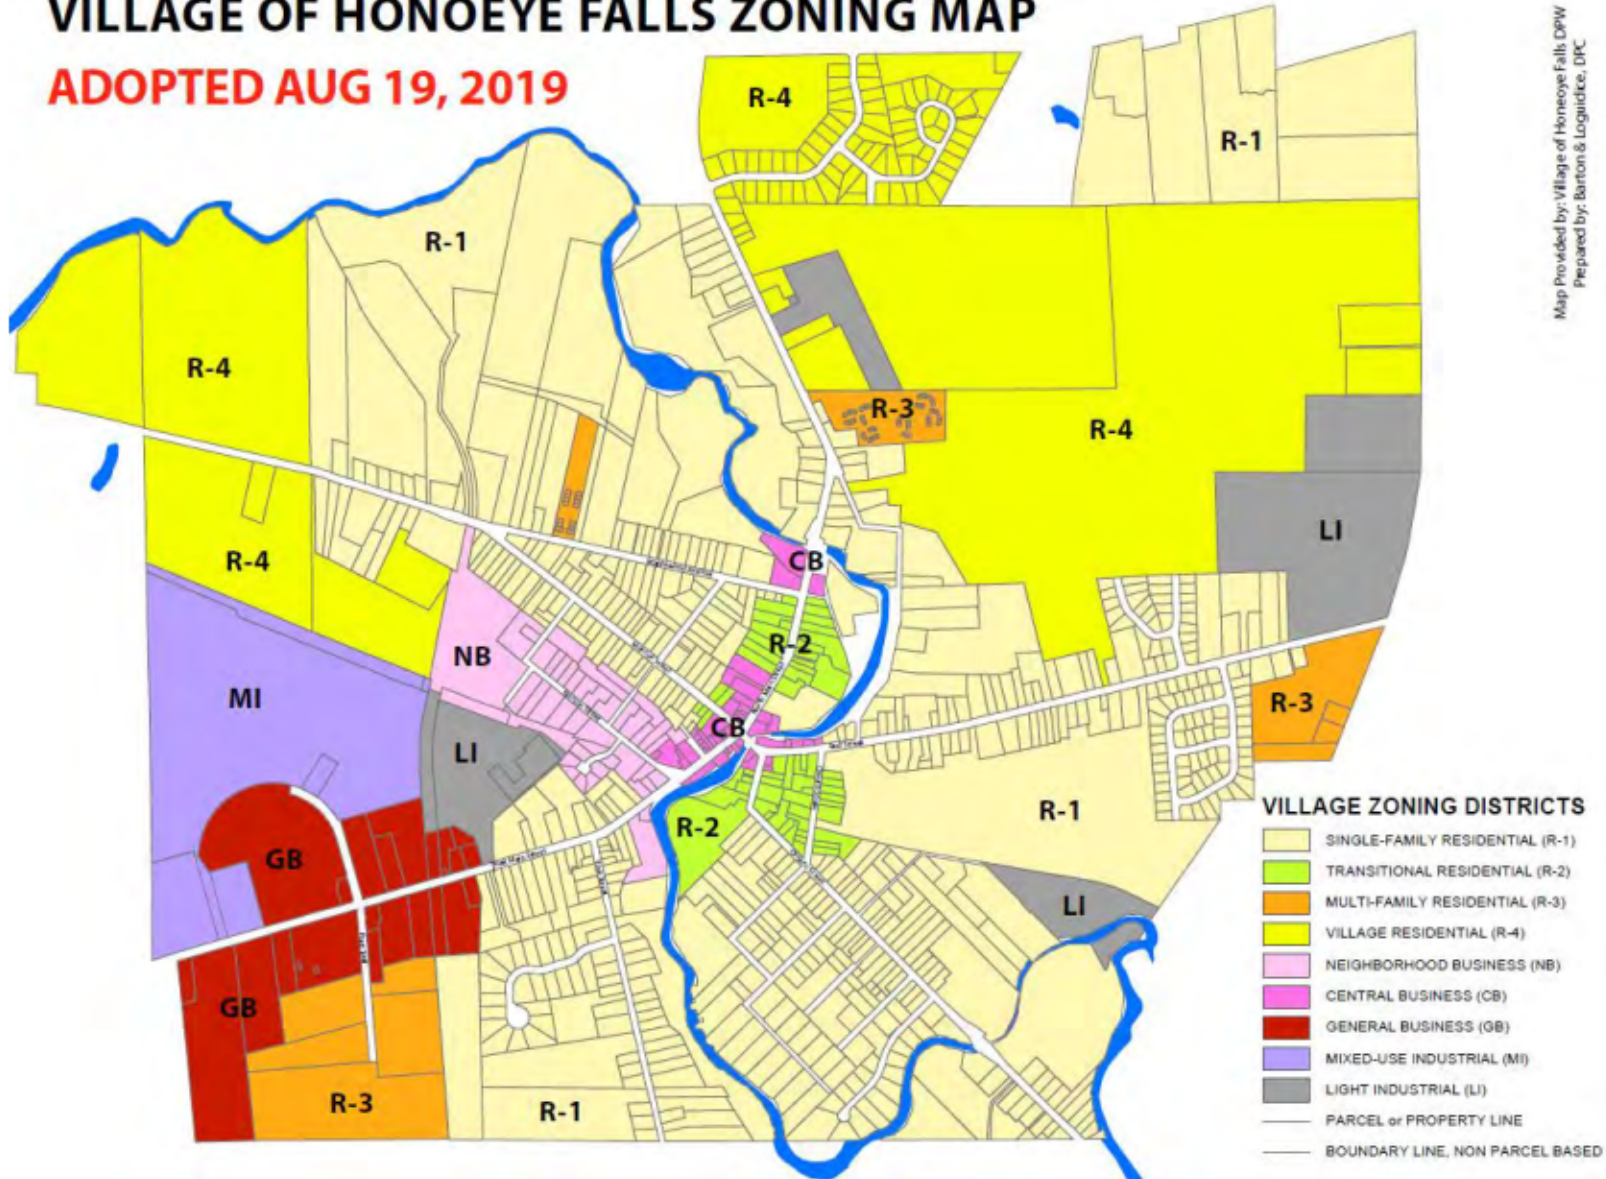 VILLAGE OF HONOEYE FALLS ZONING MAP
ADOPTED AUG 19, 2019
Map Provided by: Village of Honeoye Falls DPW
Prepared by: Barton & Loguidice, DPC
R-4
R-1
R-1
R-4
R-3
R-4
LI
R-4
CB
R-2
NB
MI
LI
CB
R-3
R-1
R-2
GB
LI
GB
R-3
R-1
VILLAGE ZONING DISTRICTS
SINGLE-FAMILY RESIDENTIAL (R-1)
TRANSITIONAL RESIDENTIAL (R-2)
MULTI-FAMILY RESIDENTIAL (R-3)
VILLAGE RESIDENTIAL (R-4)
NEIGHBORHOOD BUSINESS (NB)
CENTRAL BUSINESS (CB)
GENERAL BUSINESS (GB)
MIXED-USE INDUSTRIAL (MI)
LIGHT INDUSTRIAL (LI)
PARCEL or PROPERTY LINE
BOUNDARY LINE, NON PARCEL BASED